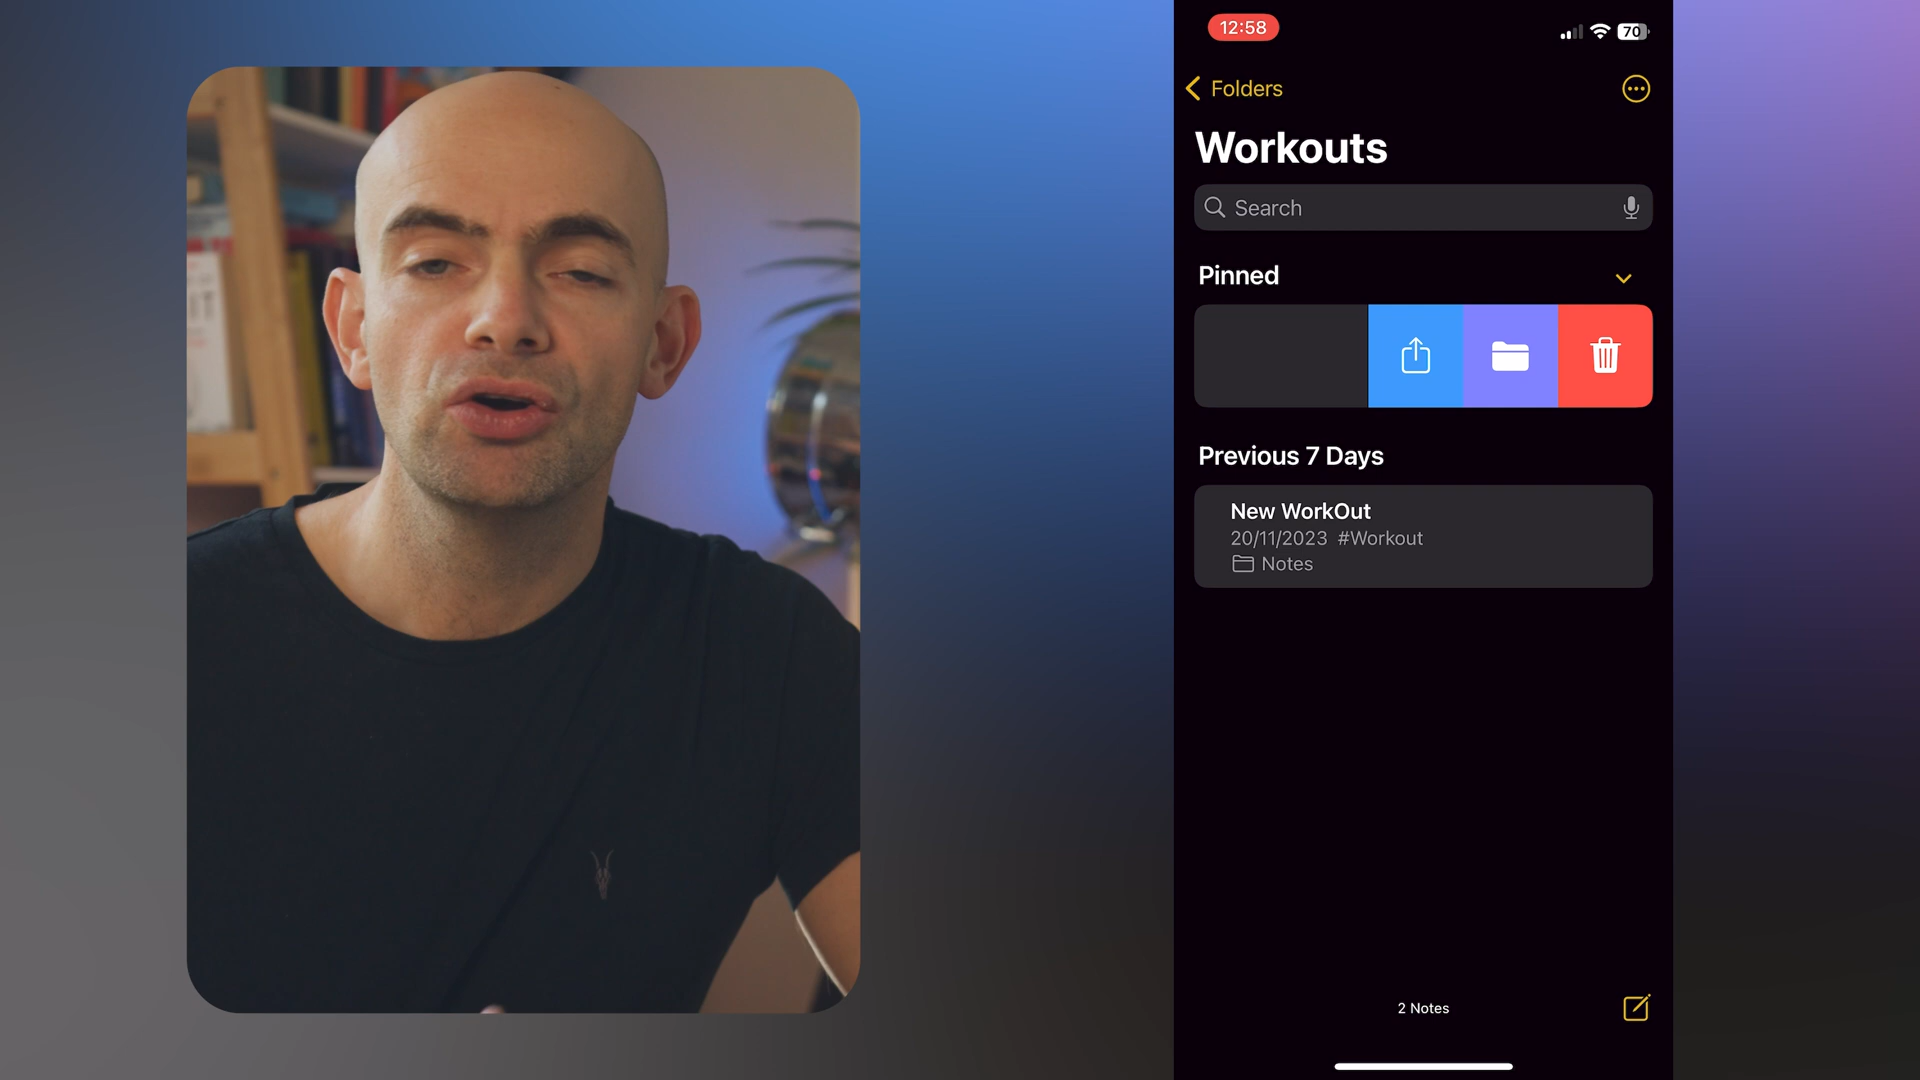 12:58
70
Folders
Workouts
Search
Pinned
Previous 7 Days
New WorkOut
20/11/2023 #Workout
Notes
2 Notes